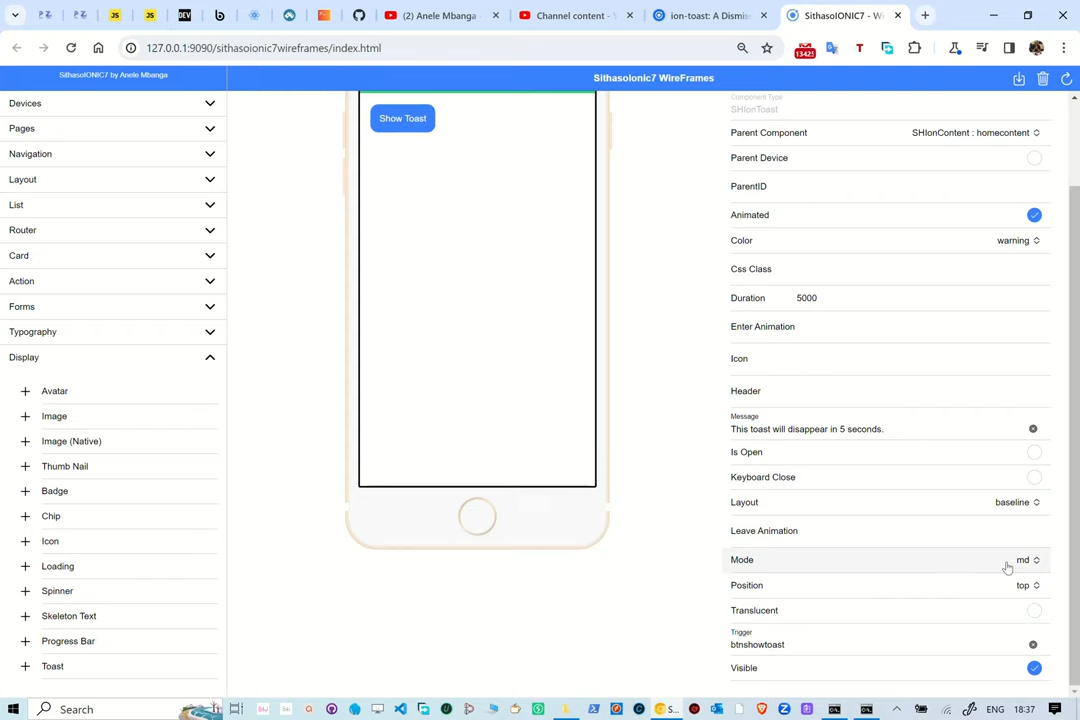 (2) Anele Mbanga -
Channel content - Y
ion-toast: A Dismiss
SithasoIONIC7 - Wir
127.0.0.1:9090/sithasoionic7wireframes/index.html
13425
SithasoIONIC7 by Anele Mbanga
SithasoIonic7 WireFrames
Devices
Pages
Navigation
Layout
List
Router
Card
Action
Forms
Typography
Display
Avatar
Image
Image (Native)
Thumb Nail
Badge
Chip
Icon
Loading
Spinner
Skeleton Text
Progress Bar
Toast
Show Toast
Component Type
SHIonToast
Parent Component SHIonContent : homecontent
Parent Device
ParentID
Animated
Color warning
Css Class
Duration 5000
Enter Animation
Icon
Header
Message
This toast will disappear in 5 seconds.
Is Open
Keyboard Close
Layout baseline
Leave Animation
Mode md
Position top
Translucent
Trigger
btnshowtoast
Visible
Search
ENG 18:37